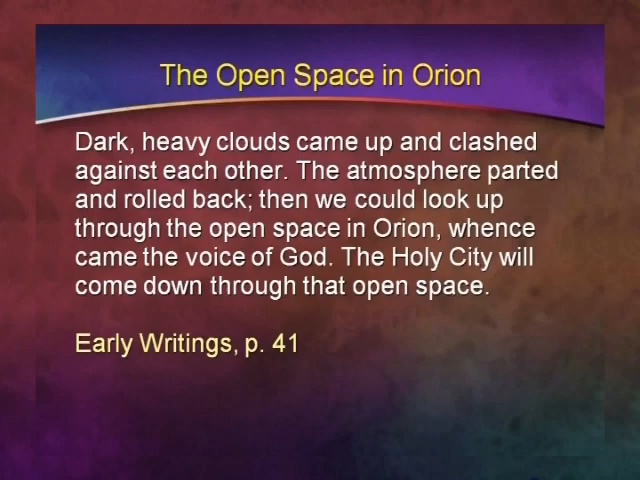 The Open Space in Orion
Dark, heavy clouds came up and clashed
against each other. The atmosphere parted
and rolled back; then we could look up
through the open space in Orion, whence
came the voice of God. The Holy City will
come down through that open space.
Early Writings, p. 41